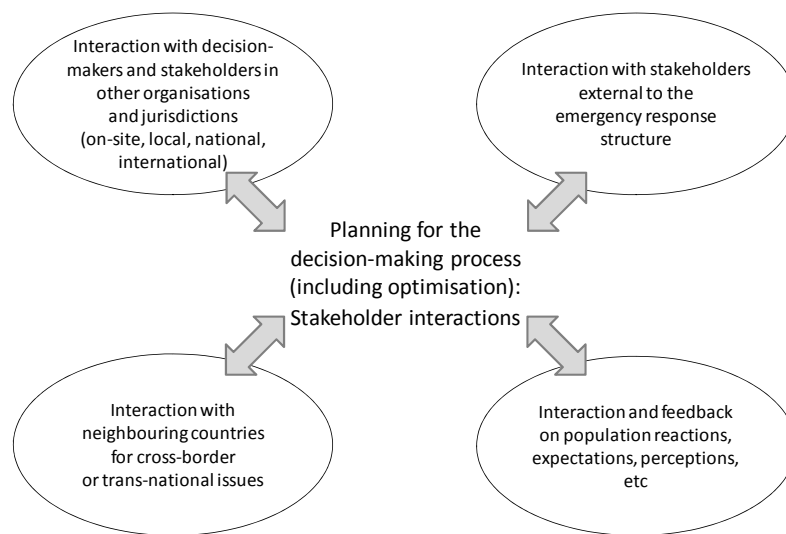 Interaction with decision-
makers and stakeholders in
other organisations
and jurisdictions
(on-site, local, national,
international)
Interaction with stakeholders
external to the
emergency response
structure
Planning for the
decision-making process
(including optimisation):
Stakeholder interactions
Interaction with
neighbouring countries
for cross-border
or trans-national issues
Interaction and feedback
on population reactions,
expectations, perceptions,
etc